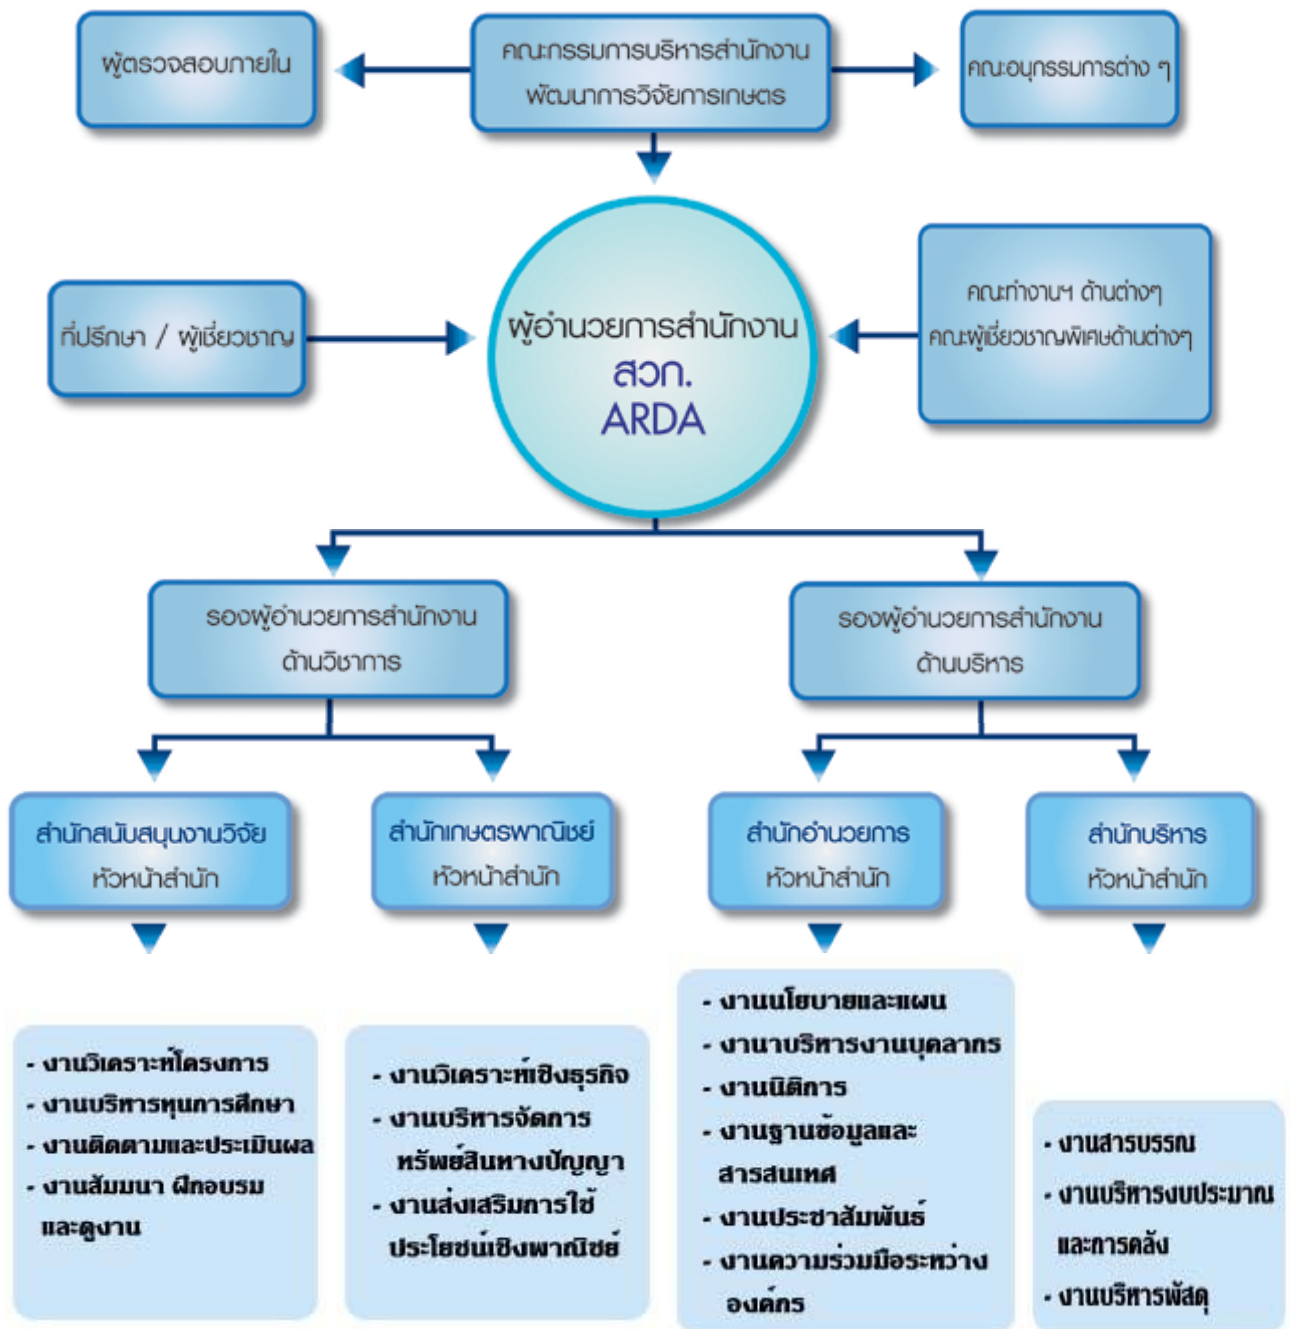 ผู้ตรวจสอบภายใน
คณะกรรมการบริหารสำนักงาน
พัฒนาการวิจัยการเกษตร
คณะอนุกรรมการต่าง ๆ
ที่ปรึกษา / ผู้เชี่ยวชาญ
ผู้อำนวยการสำนักงาน
สวก.
ARDA
คณะทำงานฯ ด้านต่างๆ
คณะผู้เชี่ยวชาญพิเศษด้านต่างๆ
รองผู้อำนวยการสำนักงาน
ด้านวิชาการ
รองผู้อำนวยการสำนักงาน
ด้านบริหาร
สำนักสนับสนุนงานวิจัย
หัวหน้าสำนัก
สำนักเกษตรพาณิชย์
หัวหน้าสำนัก
สำนักอำนวยการ
หัวหน้าสำนัก
สำนักบริหาร
หัวหน้าสำนัก
- งานวิเคราะห์โครงการ
- งานบริหารทุนการศึกษา
- งานติดตามและประเมินผล
- งานสัมมนา ฝึกอบรม
และดูงาน
- งานวิเคราะห์เชิงธุรกิจ
- งานบริหารจัดการ
ทรัพย์สินทางปัญญา
- งานส่งเสริมการใช้
ประโยชน์เชิงพาณิชย์
- งานนโยบายและแผน
- งานาบริหารงานบุคลากร
- งานนิติการ
- งานฐานข้อมูลและ
สารสนเทศ
- งานประชาสัมพันธ์
- งานความร่วมมือระหว่าง
องค์กร
- งานสารบรรณ
- งานบริหารงบประมาณ
และการคลัง
- งานบริหารพัสดุ